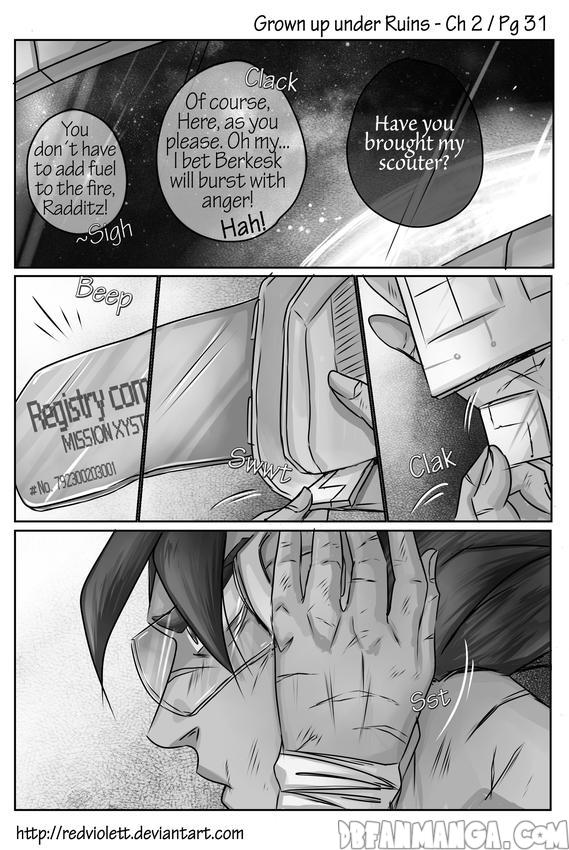 Grown up under Ruins - Ch 2 / Pg 31
Clack
Have you
brought my
scouter?
Of course,
Here, as you
please. Oh my...
I bet Berkesk
will burst with
anger!
Hah!
You
don´t have
to add fuel
to the fire,
Radditz!
~Sigh
Beep
Registry com
MISSION XYST
# No. 792300203001
Swwt
Clak
Sst
http://redviolett.deviantart.com
DBFANMANGA.COM